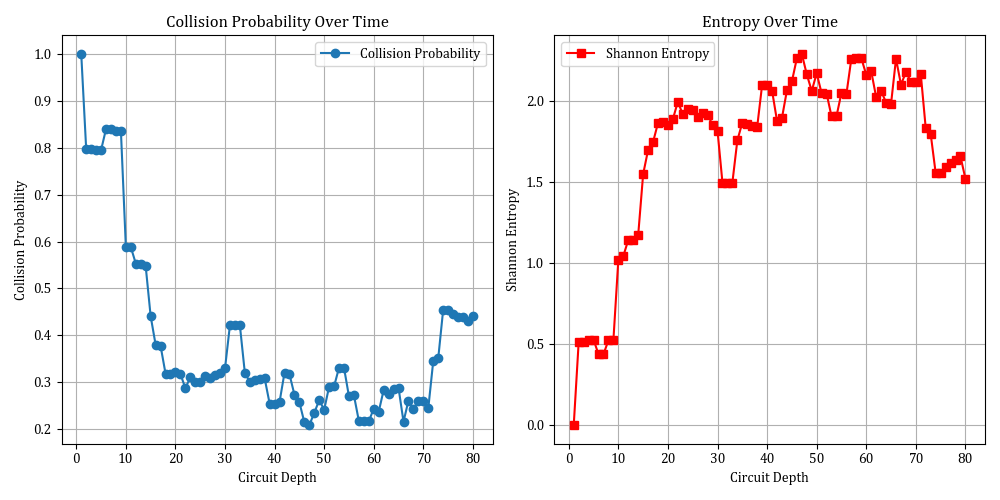 Collision Probability Over Time
Collision Probability
1.0
0.9
0.8
0.7
0.6
0.5
0.4
0.3
0.2
0 10 20 30 40 50 60 70 80
Circuit Depth
Collision Probability
Entropy Over Time
Shannon Entropy
2.0
1.5
1.0
0.5
0.0
0 10 20 30 40 50 60 70 80
Circuit Depth
Shannon Entropy